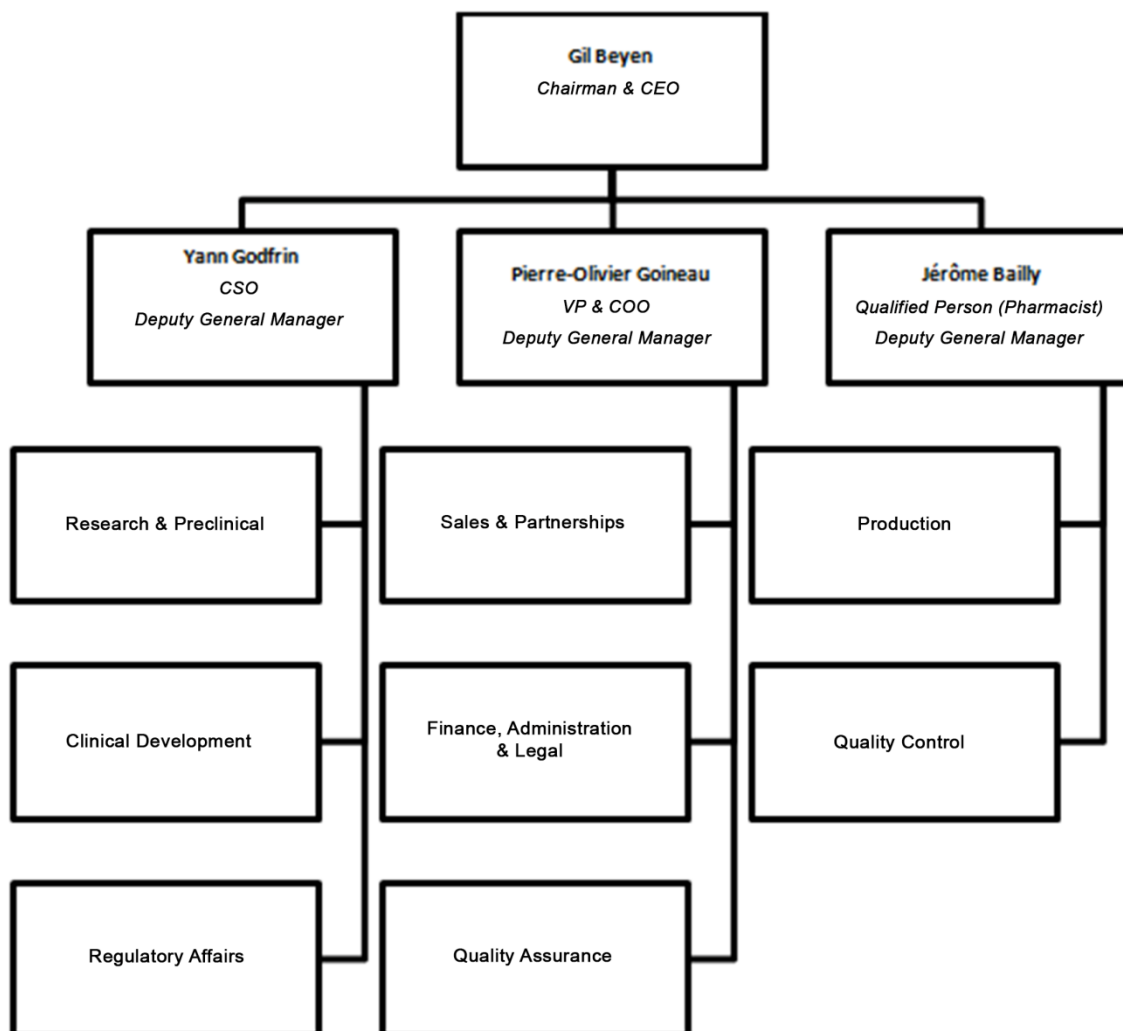 Gil Beyen
Chairman & CEO
Yann Godfrin
CSO
Deputy General Manager
Pierre-Olivier Goineau
VP & COO
Deputy General Manager
Jérôme Bailly
Qualified Person (Pharmacist)
Deputy General Manager
Research & Preclinical
Sales & Partnerships
Production
Clinical Development
Finance, Administration
& Legal
Quality Control
Regulatory Affairs
Quality Assurance